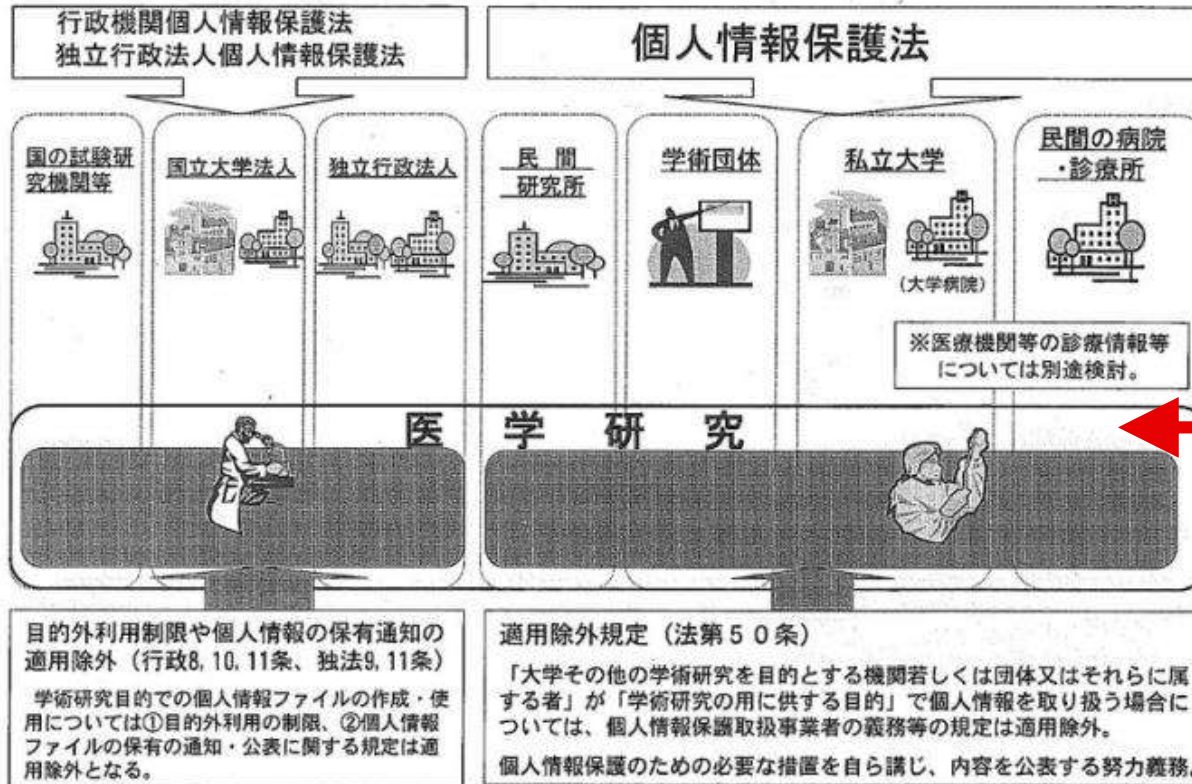 行政機関個人情報保護法
独立行政法人個人情報保護法
個人情報保護法
国の試験研
究機関等
国立大学法人
独立行政法人
民間
研究所
学術団体
私立大学
(大学病院)
民間の病院
・診療所
※医療機関等の診療情報等
については別途検討。
医学研究
目的外利用制限や個人情報の保有通知の
適用除外(行政8, 10, 11条、独法9, 11条)
学術研究目的での個人情報ファイルの作成・使
用については①目的外利用の制限、②個人情報
ファイルの保有の通知・公表に関する規定は適
用除外となる。
適用除外規定(法第50条)
「大学その他の学術研究を目的とする機関若しくは団体又はそれらに属
する者」が「学術研究の用に供する目的」で個人情報を取り扱う場合に
ついては、個人情報保護取扱事業者の義務等の規定は適用除外。
個人情報保護のための必要な措置を自ら講じ、内容を公表する努力義務